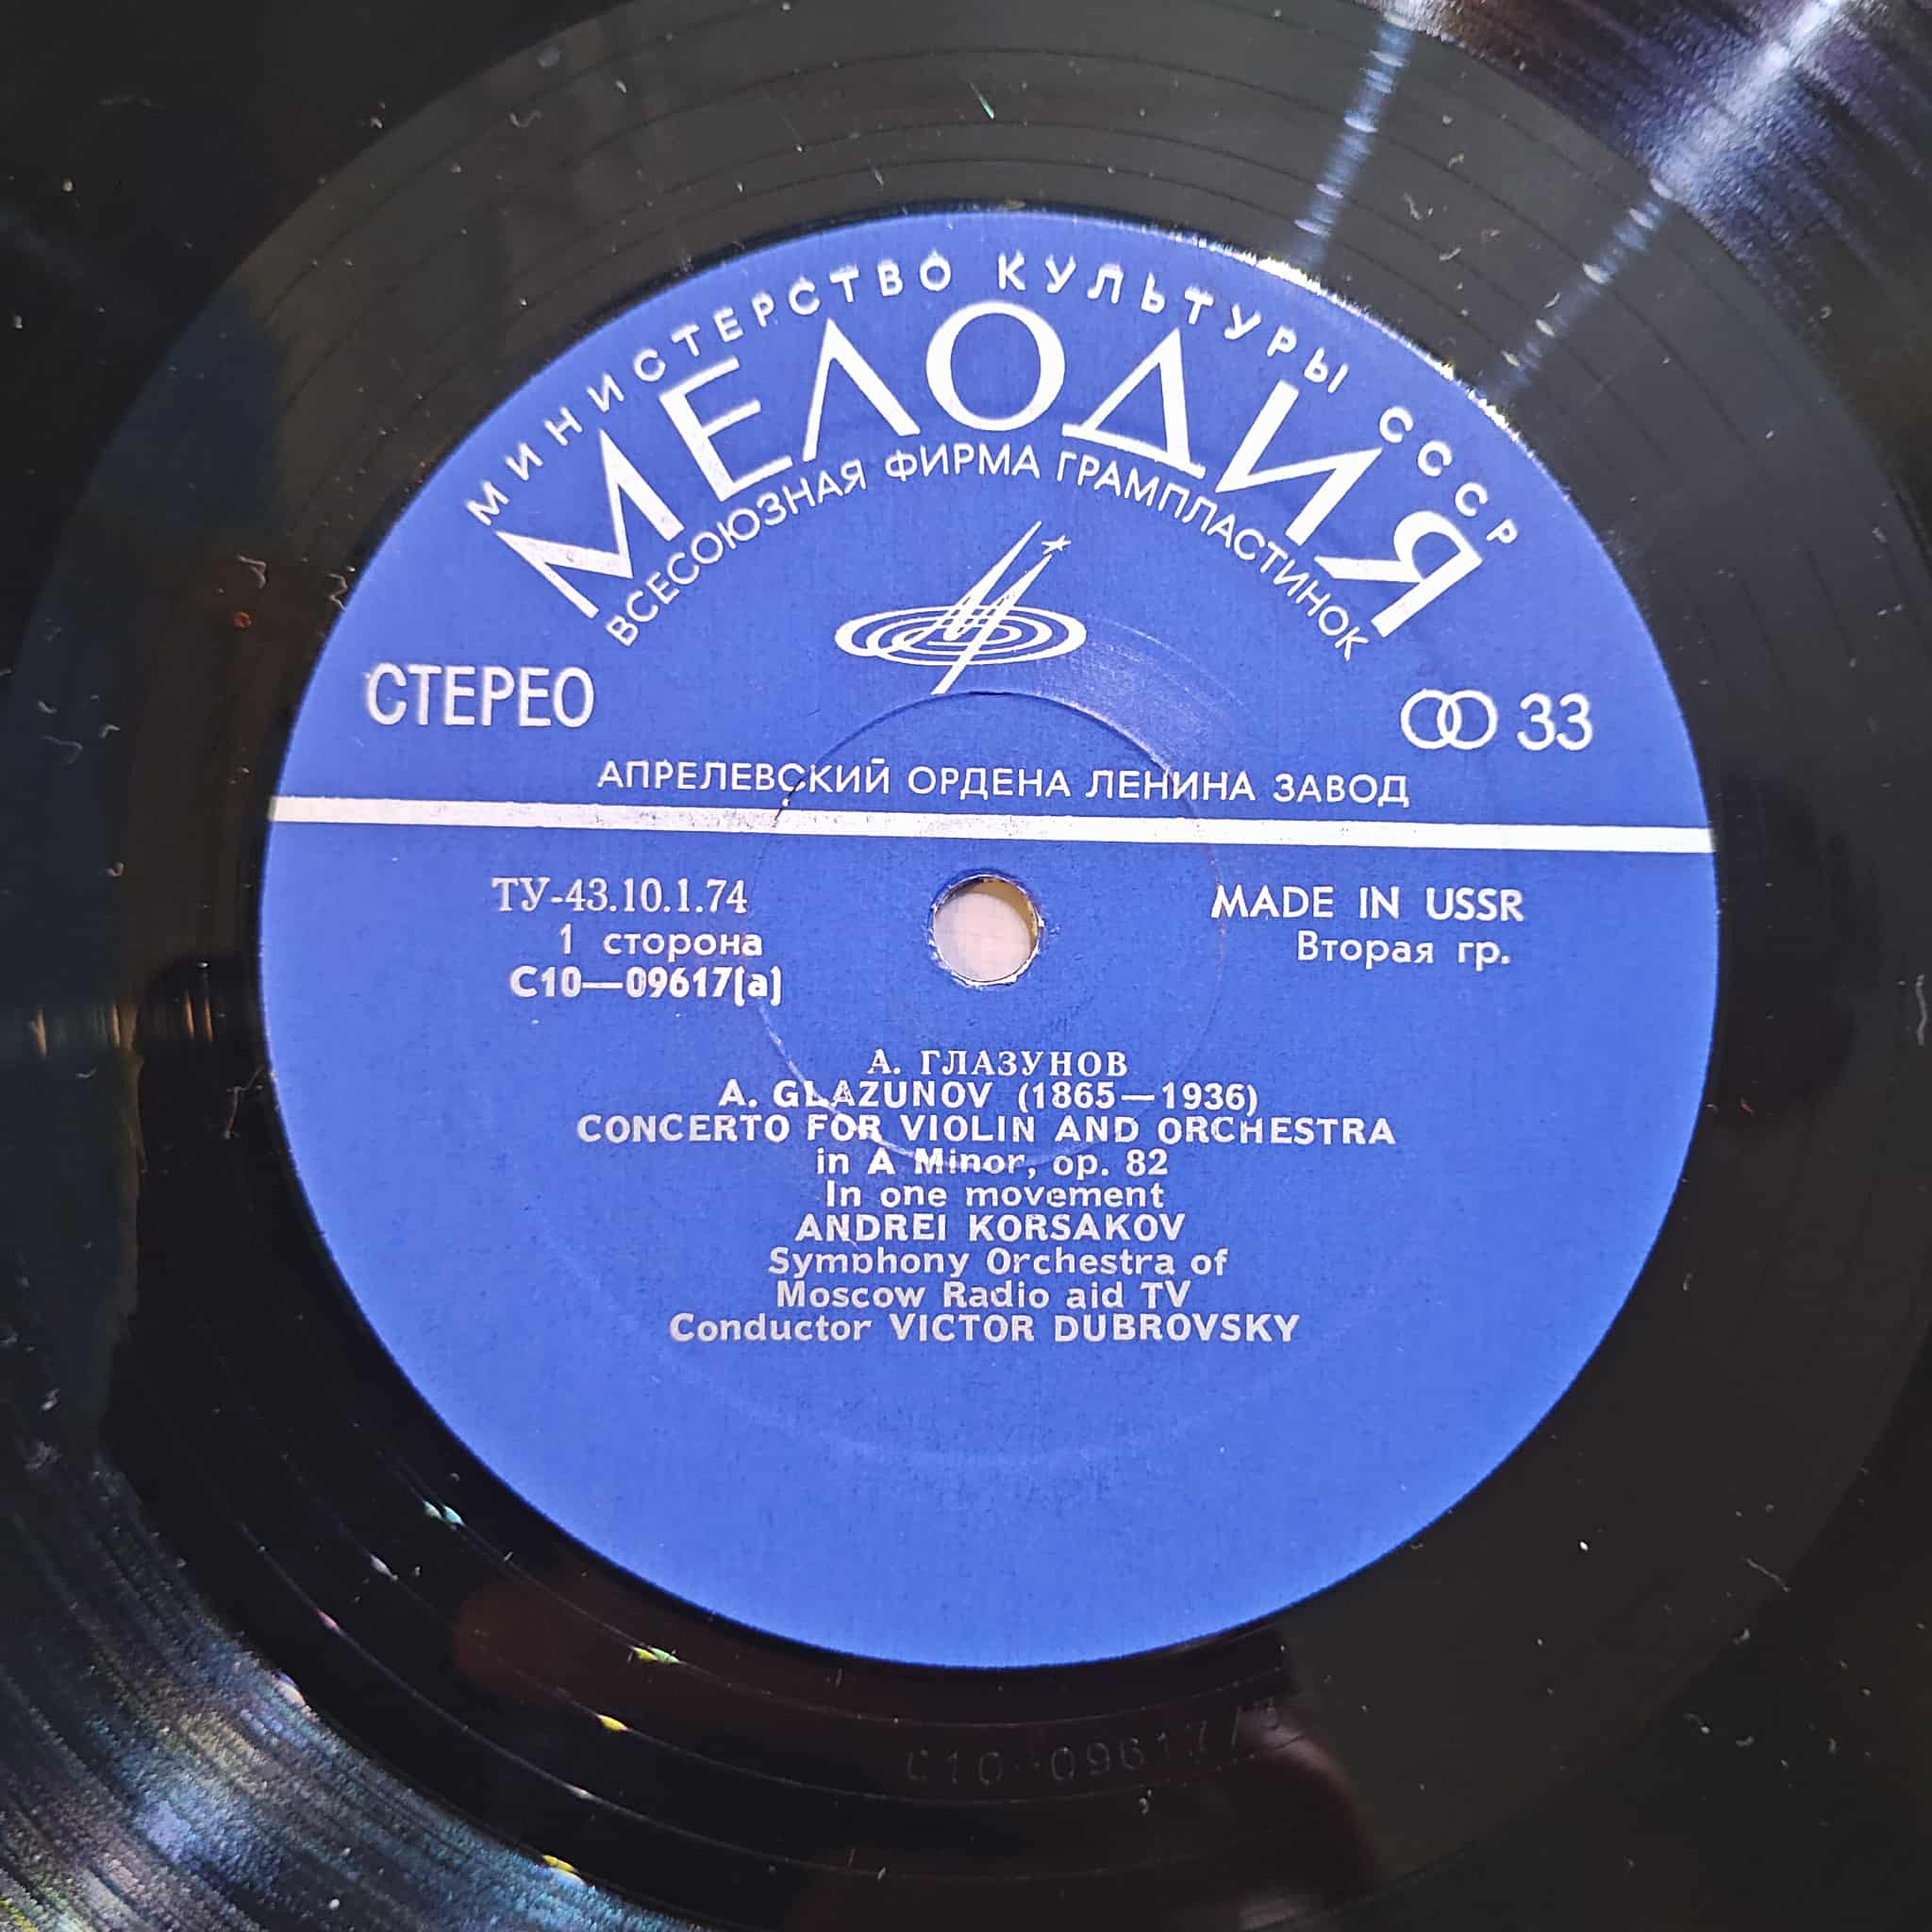 МИНИСТЕРСТВО КУЛЬТУРЫ СССР
МЕЛОДИЯ
ВСЕСОЮЗНАЯ ФИРМА ГРАМПЛАСТИНОК
СТЕРЕО
33
АПРЕЛЕВСКИЙ ОРДЕНА ЛЕНИНА ЗАВОД
ТУ-43.10.1.74
1 сторона
С10—09617(а)
MADE IN USSR
Вторая гр.
А. ГЛАЗУНОВ
A. GLAZUNOV (1865—1936)
CONCERTO FOR VIOLIN AND ORCHESTRA
in A Minor, op. 82
In one movement
ANDREI KORSAKOV
Symphony Orchestra of
Moscow Radio aid TV
Conductor VICTOR DUBROVSKY